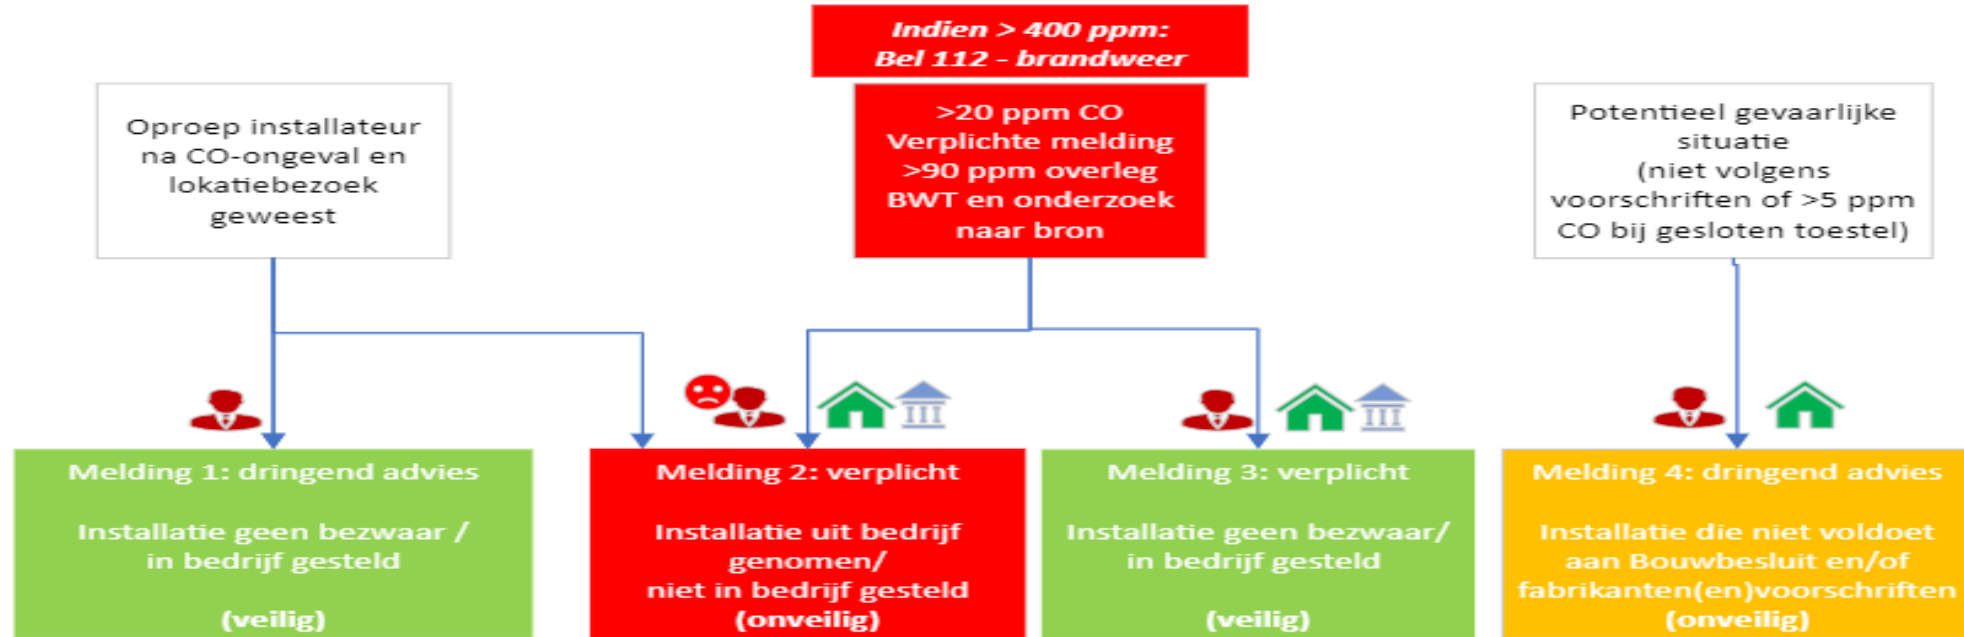 Indien > 400 ppm:
Bel 112 - brandweer
Oproep installateur
na CO-ongeval en
lokatiebezoek
geweest
>20 ppm CO
Verplichte melding
>90 ppm overleg
BWT en onderzoek
naar bron
Potentieel gevaarlijke
situatie
(niet volgens
voorschriften of >5 ppm
CO bij gesloten toestel)
Melding 1: dringend advies
Installatie geen bezwaar /
in bedrijf gesteld
(veilig)
Melding 2: verplicht
Installatie uit bedrijf
genomen/
niet in bedrijf gesteld
(onveilig)
Melding 3: verplicht
Installatie geen bezwaar/
in bedrijf gesteld
(veilig)
Melding 4: dringend advies
Installatie die niet voldoet
aan Bouwbesluit en/of
fabrikanten(en)voorschriften
(onveilig)